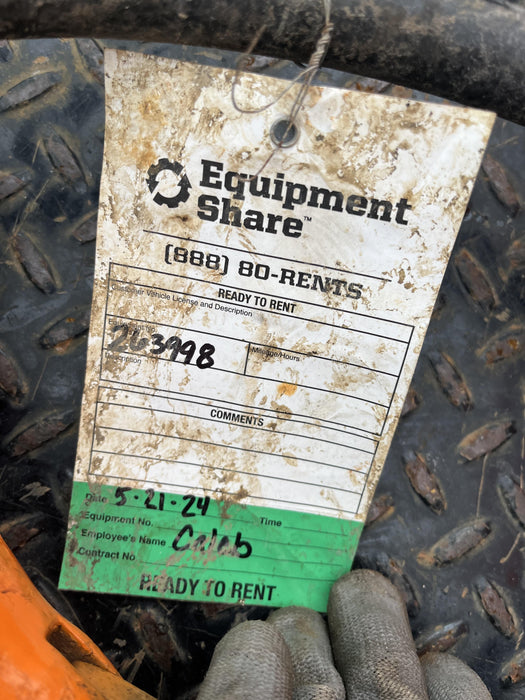 Equipment
Share™
(888) 80-RENTS
READY TO RENT
Customer Vehicle License and Description
263998
Mileage/Hours
Description
COMMENTS
Date 5-21-24 Time
Equipment No.
Employee's Name Caleb
Contract No
READY TO RENT